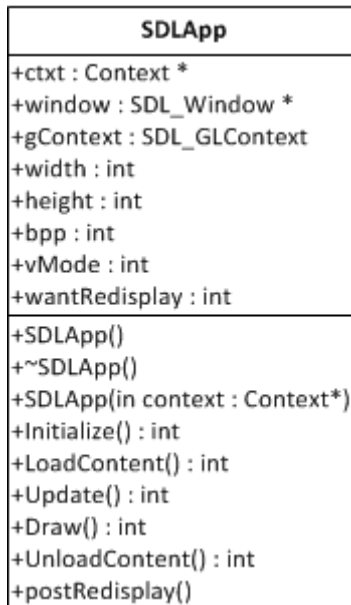 SDLApp
+ctxt : Context *
+window : SDL_Window *
+gContext : SDL_GLContext
+width : int
+height : int
+bpp : int
+vMode : int
+wantRedisplay : int
+SDLApp()
+~SDLApp()
+SDLApp(in context : Context*)
+Initialize() : int
+LoadContent() : int
+Update() : int
+Draw() : int
+UnloadContent() : int
+postRedisplay()